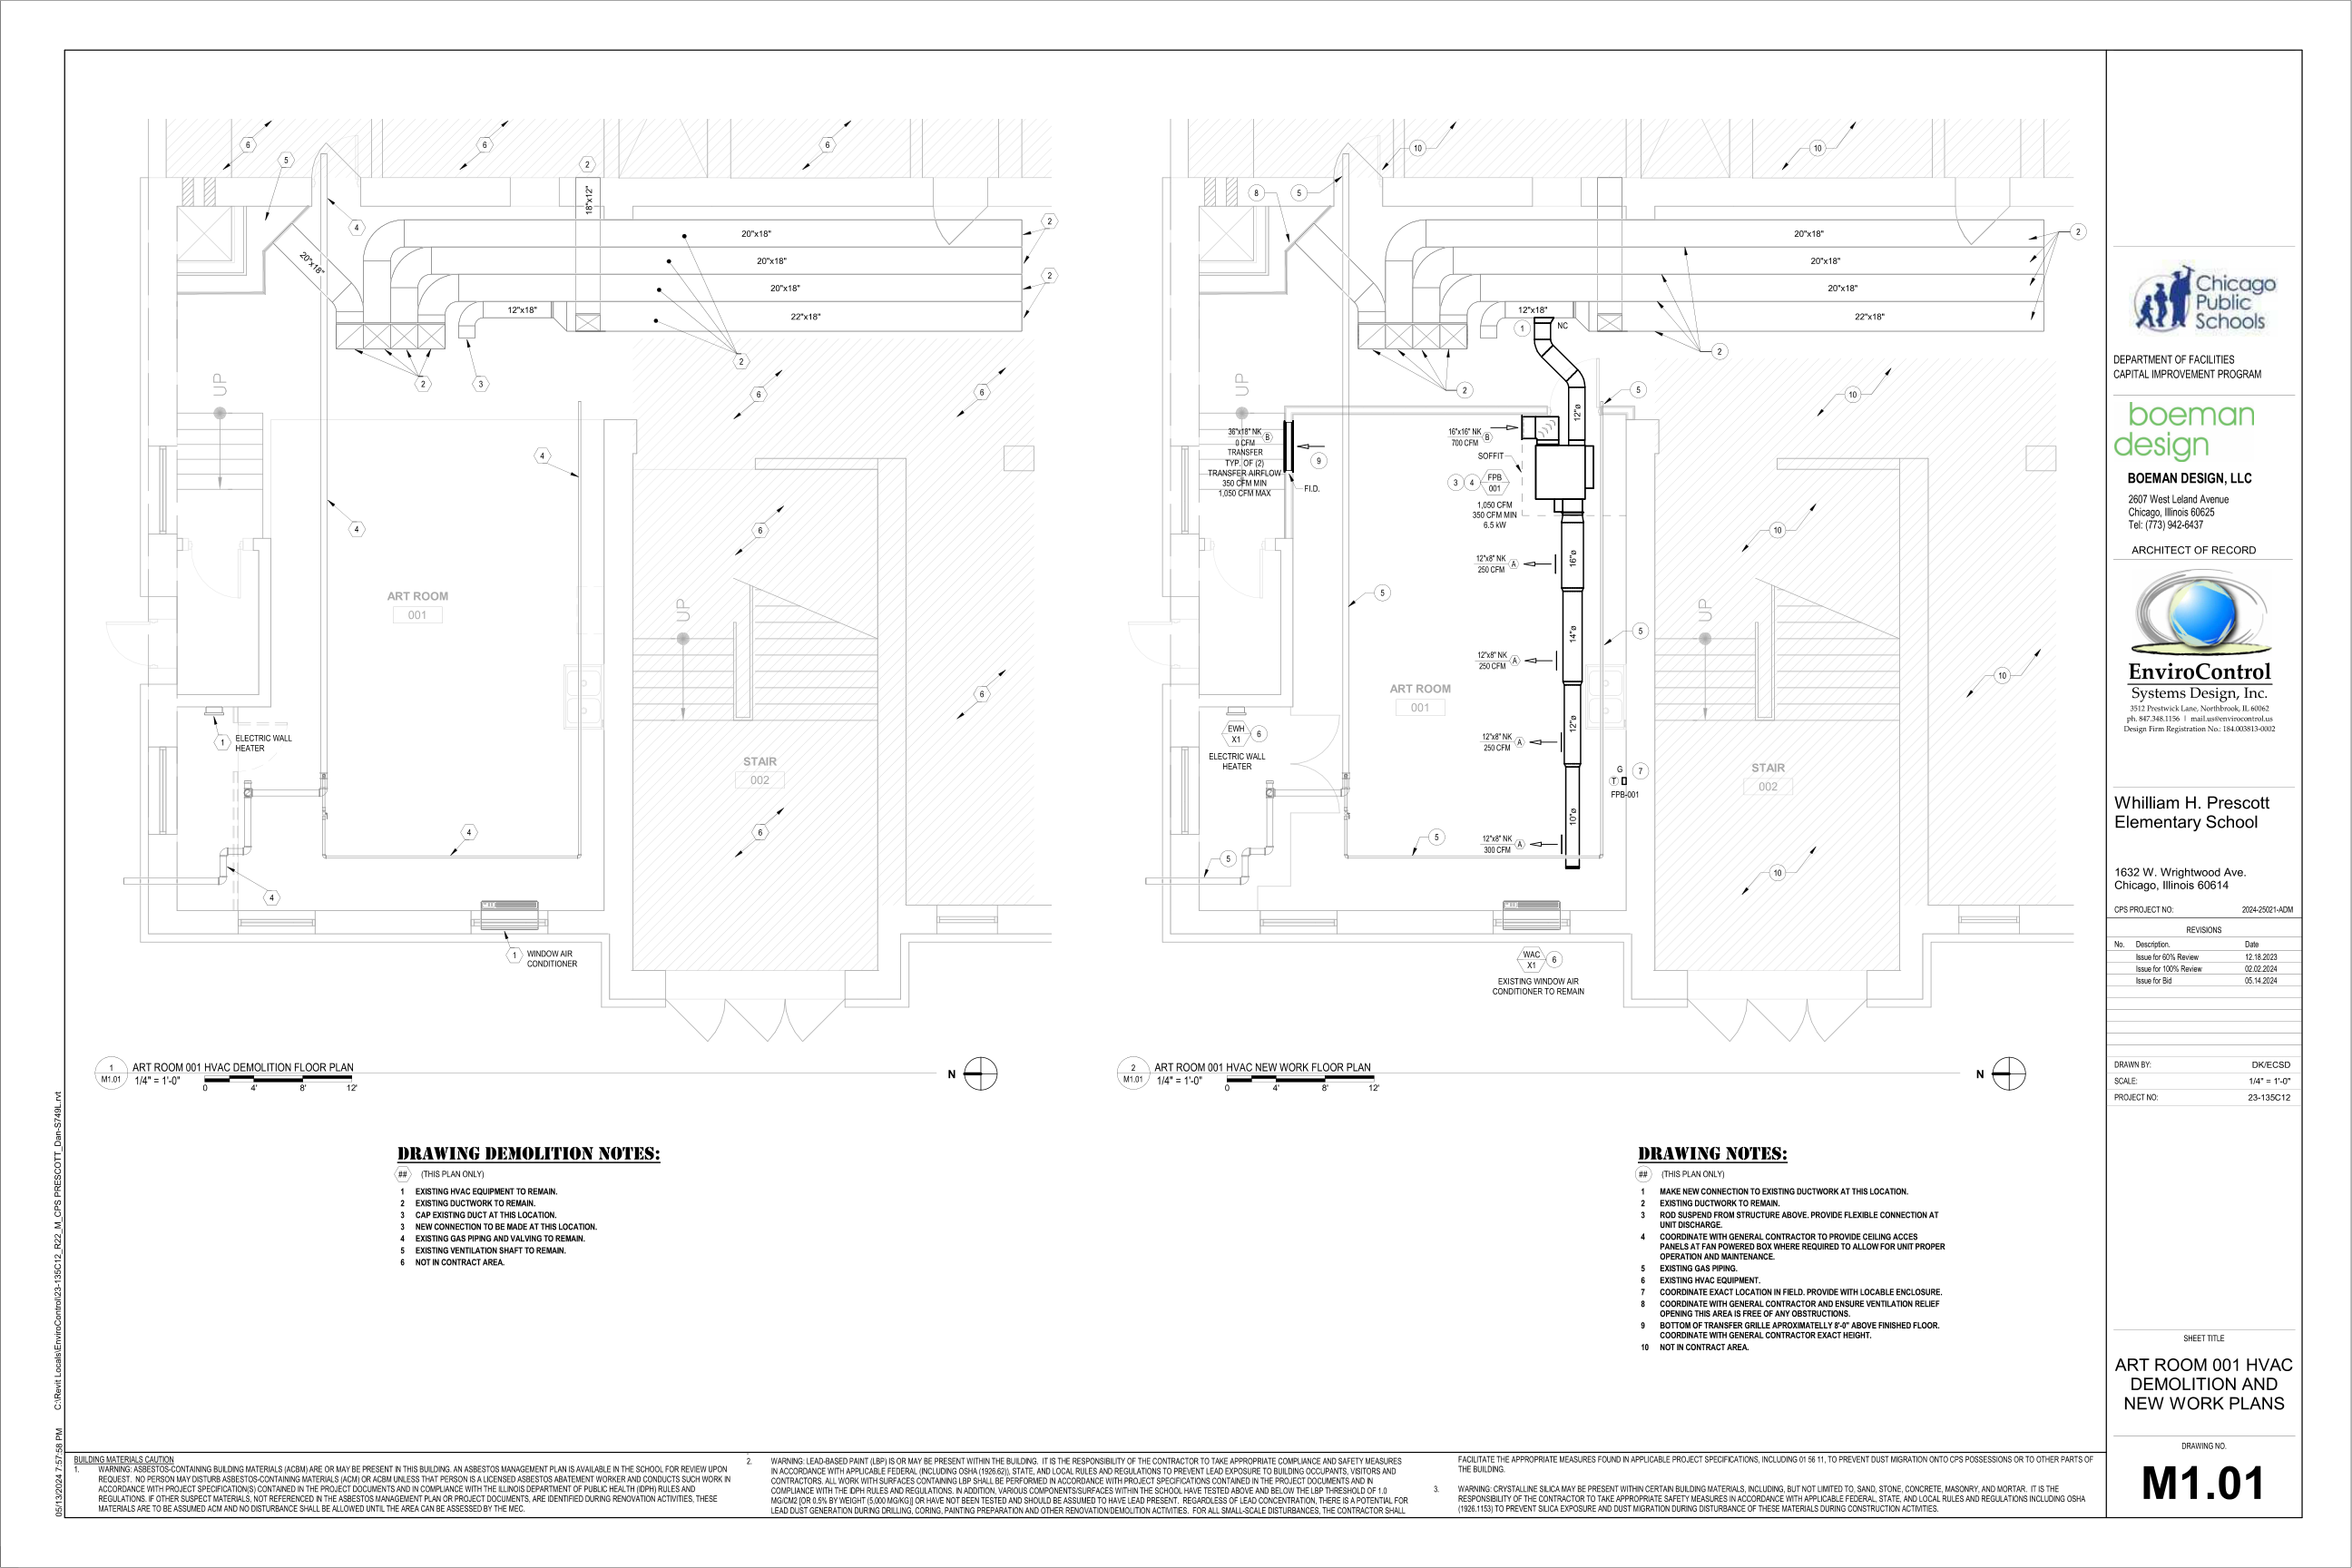 6
6
6
5
2
18"x12"
4
2
20"x18"
20"x18"
20"x18"
2
20"x18"
12"x18"
22"x18"
2
2
3
UP
6
6
4
4
6
ART ROOM
001
UP
6
1
ELECTRIC WALL
HEATER
STAIR
002
4
6
4
1
WINDOW AIR
CONDITIONER
1
M1.01
ART ROOM 001 HVAC DEMOLITION FLOOR PLAN
1/4" = 1'-0"
0 4' 8' 12'
N
10
10
8
5
20"x18"
2
20"x18"
20"x18"
12"x18"
22"x18"
1
NC
2
2
5
10
UP
12"ø
36"x18" NK
0 CFM
B
TRANSFER
TYP. OF (2)
TRANSFER AIRFLOW
350 CFM MIN
1,050 CFM MAX
9
F.I.D.
16"x16" NK
700 CFM
B
SOFFIT
3
4
FPB
001
1,050 CFM
350 CFM MIN
6.5 kW
10
12"x8" NK
250 CFM
A
16"ø
5
14"ø
5
UP
12"x8" NK
250 CFM
A
10
ART ROOM
001
12"ø
EWH
X1
6
ELECTRIC WALL
HEATER
12"x8" NK
250 CFM
A
G
T
7
FPB-001
STAIR
002
10"ø
5
12"x8" NK
300 CFM
A
5
10
WAC
X1
6
EXISTING WINDOW AIR
CONDITIONER TO REMAIN
2
M1.01
ART ROOM 001 HVAC NEW WORK FLOOR PLAN
1/4" = 1'-0"
0 4' 8' 12'
N
DRAWING DEMOLITION NOTES:
## (THIS PLAN ONLY)
1 EXISTING HVAC EQUIPMENT TO REMAIN.
2 EXISTING DUCTWORK TO REMAIN.
3 CAP EXISTING DUCT AT THIS LOCATION.
3 NEW CONNECTION TO BE MADE AT THIS LOCATION.
4 EXISTING GAS PIPING AND VALVING TO REMAIN.
5 EXISTING VENTILATION SHAFT TO REMAIN.
6 NOT IN CONTRACT AREA.
DRAWING NOTES:
## (THIS PLAN ONLY)
1 MAKE NEW CONNECTION TO EXISTING DUCTWORK AT THIS LOCATION.
2 EXISTING DUCTWORK TO REMAIN.
3 ROD SUSPEND FROM STRUCTURE ABOVE. PROVIDE FLEXIBLE CONNECTION AT
UNIT DISCHARGE.
4 COORDINATE WITH GENERAL CONTRACTOR TO PROVIDE CEILING ACCES
PANELS AT FAN POWERED BOX WHERE REQUIRED TO ALLOW FOR UNIT PROPER
OPERATION AND MAINTENANCE.
5 EXISTING GAS PIPING.
6 EXISTING HVAC EQUIPMENT.
7 COORDINATE EXACT LOCATION IN FIELD. PROVIDE WITH LOCABLE ENCLOSURE.
8 COORDINATE WITH GENERAL CONTRACTOR AND ENSURE VENTILATION RELIEF
OPENING THIS AREA IS FREE OF ANY OBSTRUCTIONS.
9 BOTTOM OF TRANSFER GRILLE APROXIMATELLY 8'-0" ABOVE FINISHED FLOOR.
COORDINATE WITH GENERAL CONTRACTOR EXACT HEIGHT.
10 NOT IN CONTRACT AREA.
BUILDING MATERIALS CAUTION
1. WARNING: ASBESTOS-CONTAINING BUILDING MATERIALS (ACBM) ARE OR MAY BE PRESENT IN THIS BUILDING. AN ASBESTOS MANAGEMENT PLAN IS AVAILABLE IN THE SCHOOL FOR REVIEW UPON
REQUEST. NO PERSON MAY DISTURB ASBESTOS-CONTAINING MATERIALS (ACM) OR ACBM UNLESS THAT PERSON IS A LICENSED ASBESTOS ABATEMENT WORKER AND CONDUCTS SUCH WORK IN
ACCORDANCE WITH PROJECT SPECIFICATION(S) CONTAINED IN THE PROJECT DOCUMENTS AND IN COMPLIANCE WITH THE ILLINOIS DEPARTMENT OF PUBLIC HEALTH (IDPH) RULES AND
REGULATIONS. IF OTHER SUSPECT MATERIALS, NOT REFERENCED IN THE ASBESTOS MANAGEMENT PLAN OR PROJECT DOCUMENTS, ARE IDENTIFIED DURING RENOVATION ACTIVITIES, THESE
MATERIALS ARE TO BE ASSUMED ACM AND NO DISTURBANCE SHALL BE ALLOWED UNTIL THE AREA CAN BE ASSESSED BY THE MEC.
2. WARNING: LEAD-BASED PAINT (LBP) IS OR MAY BE PRESENT WITHIN THE BUILDING. IT IS THE RESPONSIBILITY OF THE CONTRACTOR TO TAKE APPROPRIATE COMPLIANCE AND SAFETY MEASURES
IN ACCORDANCE WITH APPLICABLE FEDERAL (INCLUDING OSHA (1926.62)), STATE, AND LOCAL RULES AND REGULATIONS TO PREVENT LEAD EXPOSURE TO BUILDING OCCUPANTS, VISITORS AND
CONTRACTORS. ALL WORK WITH SURFACES CONTAINING LBP SHALL BE PERFORMED IN ACCORDANCE WITH PROJECT SPECIFICATIONS CONTAINED IN THE PROJECT DOCUMENTS AND IN
COMPLIANCE WITH THE IDPH RULES AND REGULATIONS. IN ADDITION, VARIOUS COMPONENTS/SURFACES WITHIN THE SCHOOL HAVE TESTED ABOVE AND BELOW THE LBP THRESHOLD OF 1.0
MG/CM2 [OR 0.5% BY WEIGHT (5,000 MG/KG)] OR HAVE NOT BEEN TESTED AND SHOULD BE ASSUMED TO HAVE LEAD PRESENT. REGARDLESS OF LEAD CONCENTRATION, THERE IS A POTENTIAL FOR
LEAD DUST GENERATION DURING DRILLING, CORING, PAINTING PREPARATION AND OTHER RENOVATION/DEMOLITION ACTIVITIES. FOR ALL SMALL-SCALE DISTURBANCES, THE CONTRACTOR SHALL
FACILITATE THE APPROPRIATE MEASURES FOUND IN APPLICABLE PROJECT SPECIFICATIONS, INCLUDING 01 56 11, TO PREVENT DUST MIGRATION ONTO CPS POSSESSIONS OR TO OTHER PARTS OF
THE BUILDING.
3. WARNING: CRYSTALLINE SILICA MAY BE PRESENT WITHIN CERTAIN BUILDING MATERIALS, INCLUDING, BUT NOT LIMITED TO, SAND, STONE, CONCRETE, MASONRY, AND MORTAR. IT IS THE
RESPONSIBILITY OF THE CONTRACTOR TO TAKE APPROPRIATE SAFETY MEASURES IN ACCORDANCE WITH APPLICABLE FEDERAL, STATE, AND LOCAL RULES AND REGULATIONS INCLUDING OSHA
(1926.1153) TO PREVENT SILICA EXPOSURE AND DUST MIGRATION DURING DISTURBANCE OF THESE MATERIALS DURING CONSTRUCTION ACTIVITIES.
05/13/2024 7:57:58 PM C:\Revit Locals\EnviroControl\23-135C12_R22_M_CPS PRESCOTT_Dan-S749L.rvt
Chicago
Public
Schools
DEPARTMENT OF FACILITIES
CAPITAL IMPROVEMENT PROGRAM
boeman
design
BOEMAN DESIGN, LLC
2607 West Leland Avenue
Chicago, Illinois 60625
Tel: (773) 942-6437
ARCHITECT OF RECORD
EnviroControl
Systems Design, Inc.
3512 Prestwick Lane, Northbrook, IL 60062
ph. 847.348.1156 | mail.us@envirocontrol.us
Design Firm Registration No.: 184.003813-0002
Whilliam H. Prescott
Elementary School
1632 W. Wrightwood Ave.
Chicago, Illinois 60614
CPS PROJECT NO: 2024-25021-ADM
REVISIONS
No. Description. Date
Issue for 60% Review 12.18.2023
Issue for 100% Review 02.02.2024
Issue for Bid 05.14.2024
DRAWN BY: DK/ECSD
SCALE: 1/4" = 1'-0"
PROJECT NO: 23-135C12
SHEET TITLE
ART ROOM 001 HVAC
DEMOLITION AND
NEW WORK PLANS
DRAWING NO.
M1.01